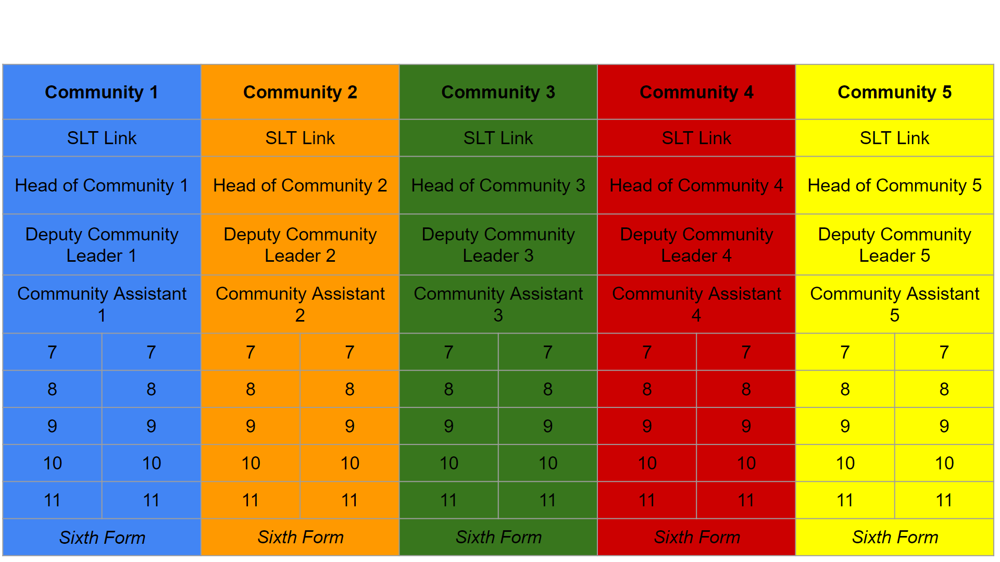 Community 1 Community 2 Community 3 Community 4 Community 5
SLT Link SLT Link SLT Link SLT Link SLT Link
Head of Community 1 Head of Community 2 Head of Community 3 Head of Community 4 Head of Community 5
Deputy Community Deputy Community Deputy Community Deputy Community Deputy Community
Leader 1 Leader 2 Leader 3 Leader 4 Leader 5
Community Assistant Community Assistant Community Assistant Community Assistant Community Assistant
1 2 3 4 5
7 7 7 7 7 7 7 7 7 7
8 8 8 8 8 8 8 8 8 8
9 9 9 9 9 9 9 9 9 9
10 10 10 10 10 10 10 10 10 10
11 11 11 11 11 11 11 11 11 11
Sixth Form Sixth Form Sixth Form Sixth Form Sixth Form